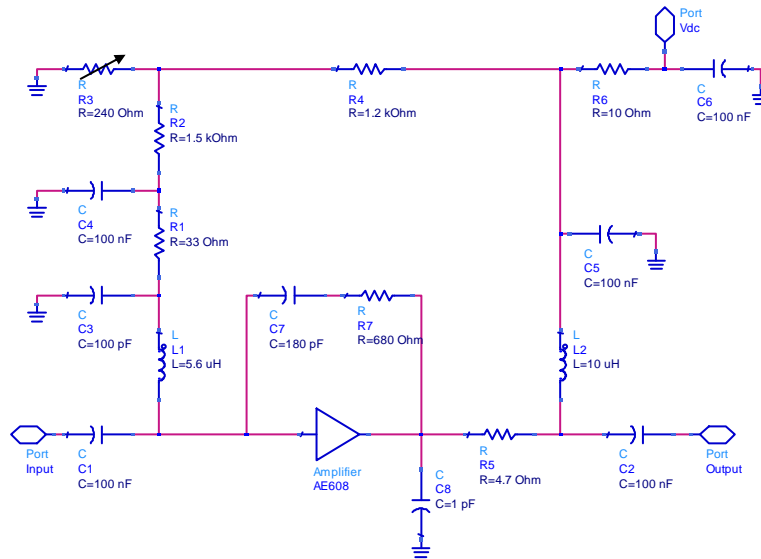 Port
Vdc
R
R3
R=240 Ohm
R
R2
R=1.5 kOhm
R
R4
R=1.2 kOhm
R
R6
R=10 Ohm
C
C6
C=100 nF
C
C4
C=100 nF
R
R1
R=33 Ohm
C
C5
C=100 nF
C
C3
C=100 pF
L
L1
L=5.6 uH
C
C7
C=180 pF
R
R7
R=680 Ohm
L
L2
L=10 uH
Port
Input
C
C1
C=100 nF
Amplifier
AE608
C
C8
C=1 pF
R
R5
R=4.7 Ohm
C
C2
C=100 nF
Port
Output